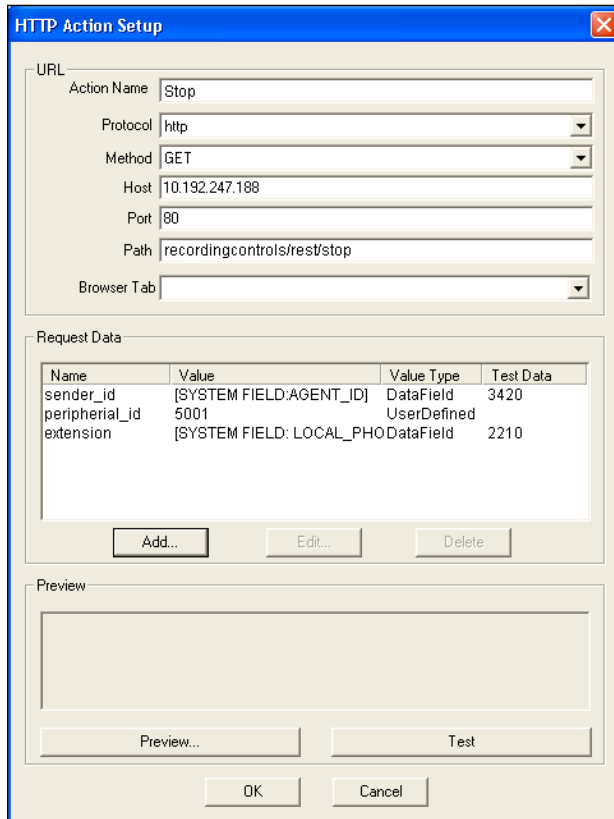 HTTP Action Setup
URL
Action Name Stop
Protocol http
Method GET
Host 10.192.247.188
Port 80
Path recordingcontrols/rest/stop
Browser Tab
Request Data
Name Value Value Type Test Data
sender_id [SYSTEM FIELD:AGENT_ID] DataField 3420
peripherial_id 5001 UserDefined
extension [SYSTEM FIELD: LOCAL_PHO DataField 2210
Add... Edit... Delete
Preview
Preview... Test
OK Cancel